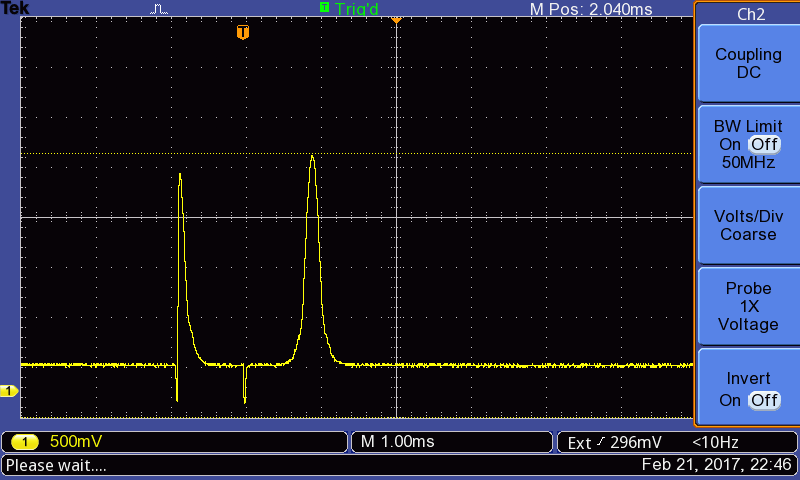 Tek
T Trig'd
M Pos: 2.040ms
T
Ch2
Coupling
DC
BW Limit
On Off
50MHz
Volts/Div
Coarse
Probe
1X
Voltage
Invert
On Off
1
1 500mV
M 1.00ms
Ext 296mV <10Hz
Please wait....
Feb 21, 2017, 22:46